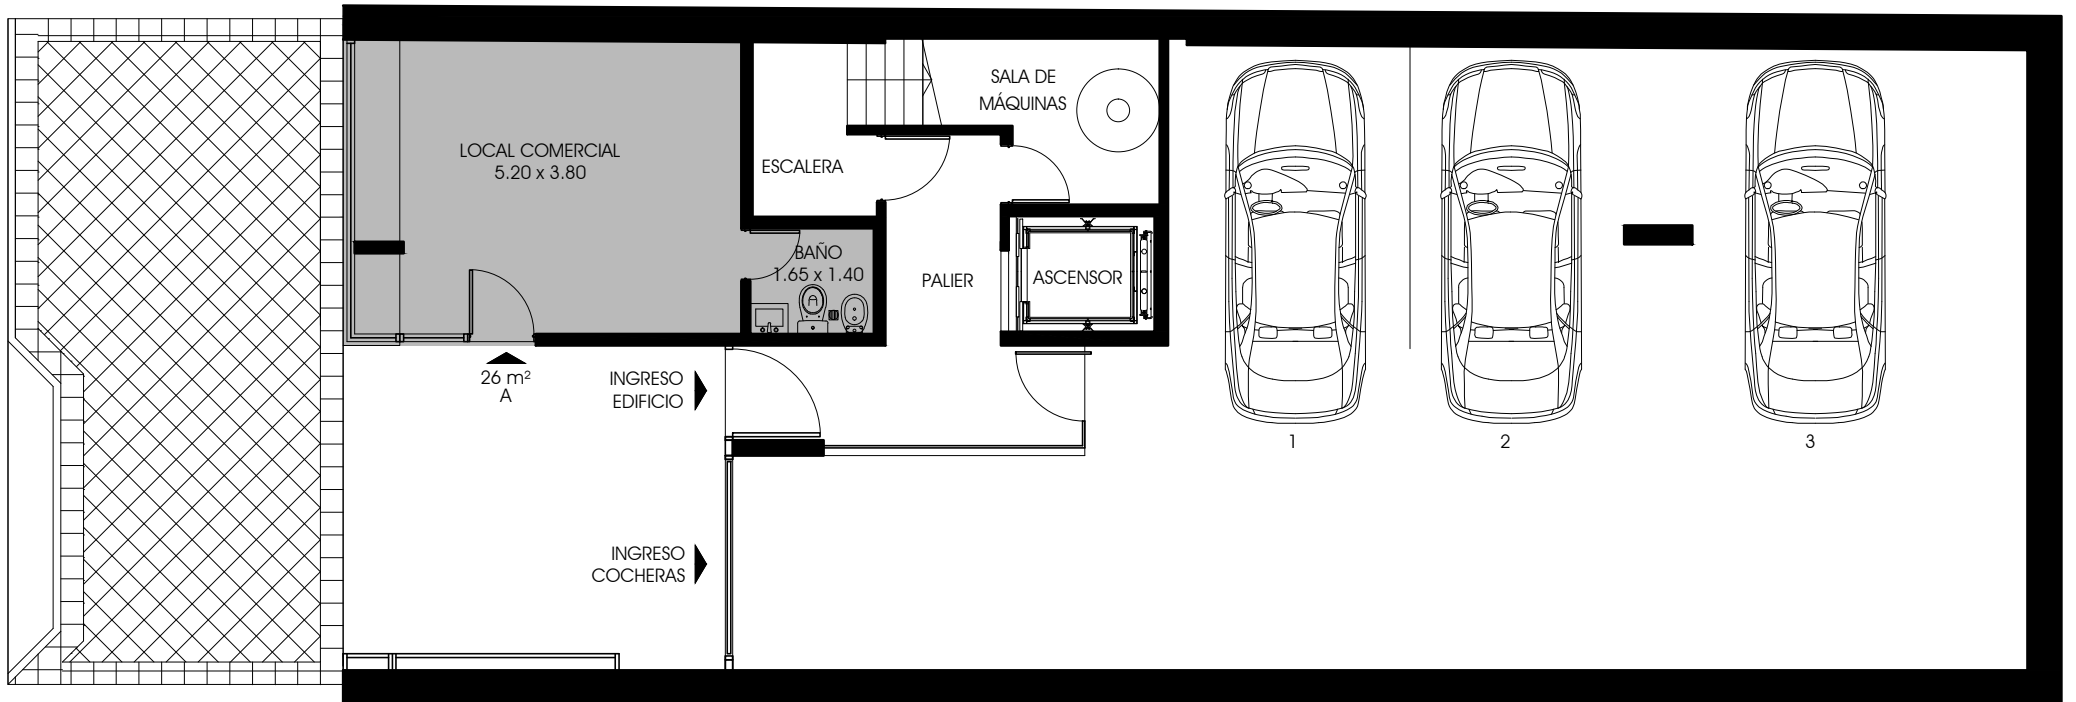 SALA DE
MÁQUINAS
LOCAL COMERCIAL
5.20 x 3.80
ESCALERA
BAÑO
1.65 x 1.40
PALIER
ASCENSOR
26 m²
A
INGRESO
EDIFICIO
1
2
3
INGRESO
COCHERAS